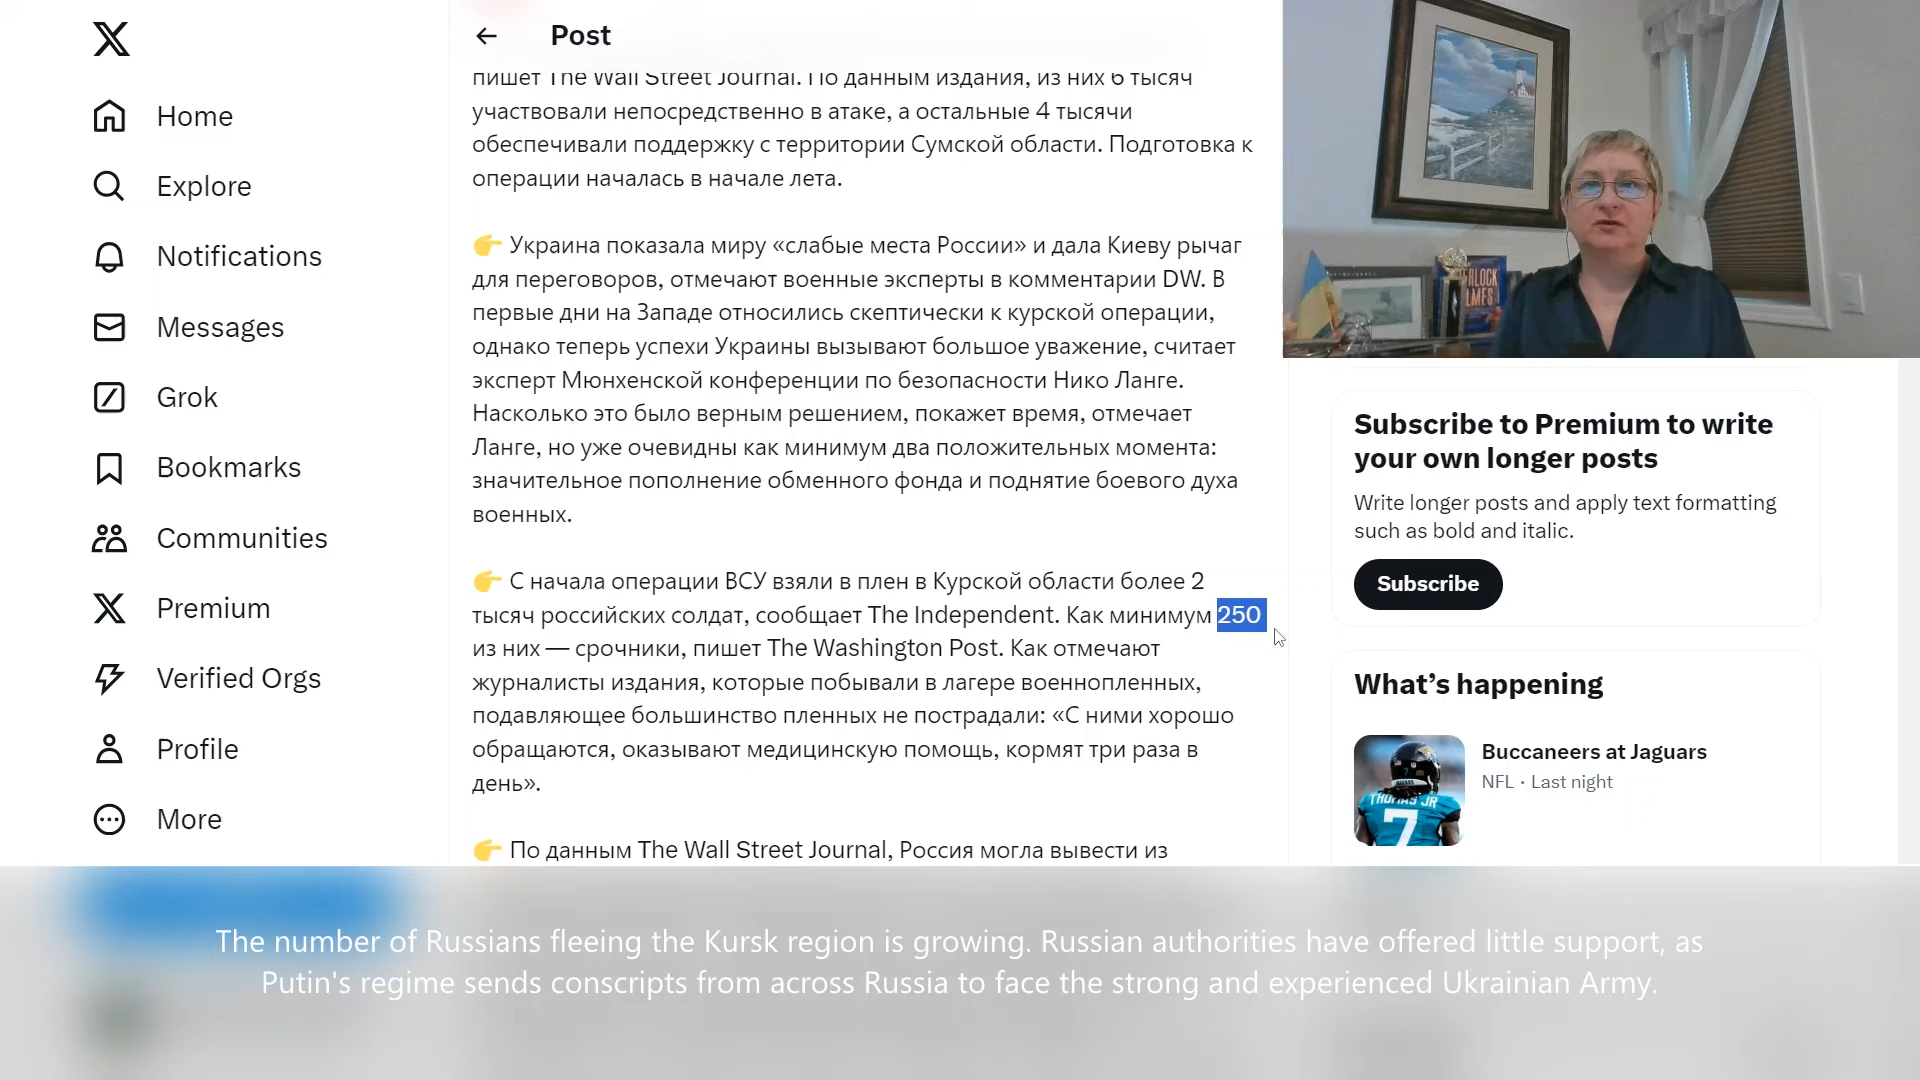 Post
Home
Explore
Notifications
Messages
Grok
Bookmarks
Communities
Premium
Verified Orgs
Profile
More
пишет The Wall Street Journal. По данным издания, из них 6 тысяч
участвовали непосредственно в атаке, а остальные 4 тысячи
обеспечивали поддержку с территории Сумской области. Подготовка к
операции началась в начале лета.
👉 Украина показала миру «слабые места России» и дала Киеву рычаг
для переговоров, отмечают военные эксперты в комментарии DW. В
первые дни на Западе относились скептически к курской операции,
однако теперь успехи Украины вызывают большое уважение, считает
эксперт Мюнхенской конференции по безопасности Нико Ланге.
Насколько это было верным решением, покажет время, отмечает
Ланге, но уже очевидны как минимум два положительных момента:
значительное пополнение обменного фонда и поднятие боевого духа
военных.
👉 С начала операции ВСУ взяли в плен в Курской области более 2
тысяч российских солдат, сообщает The Independent. Как минимум 250
из них — срочники, пишет The Washington Post. Как отмечают
журналисты издания, которые побывали в лагере военнопленных,
подавляющее большинство пленных не пострадали: «С ними хорошо
обращаются, оказывают медицинскую помощь, кормят три раза в
день».
👉 По данным The Wall Street Journal, Россия могла вывести из
Subscribe to Premium to write
your own longer posts
Write longer posts and apply text formatting
such as bold and italic.
Subscribe
What's happening
Buccaneers at Jaguars
NFL · Last night
THOMAS JR
7
The number of Russians fleeing the Kursk region is growing. Russian authorities have offered little support, as
Putin's regime sends conscripts from across Russia to face the strong and experienced Ukrainian Army.